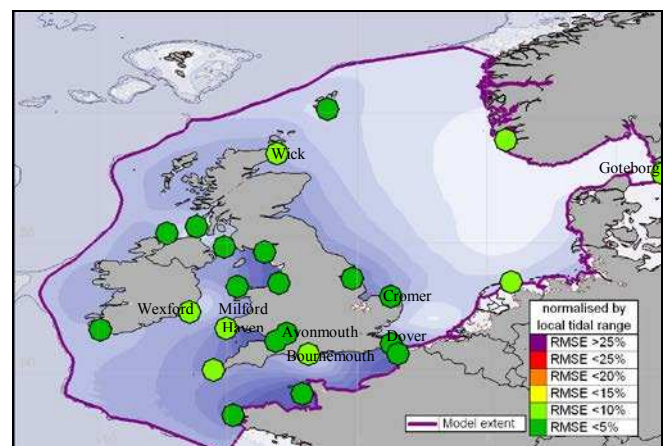 Wick
Goteborg
Wexford
Milford
Haven
Cromer
Avonmouth
Dover
Bournemouth
normalised by
local tidal range
RMSE >25%
RMSE <25%
RMSE <20%
RMSE <15%
RMSE <10%
RMSE <5%
Model extent